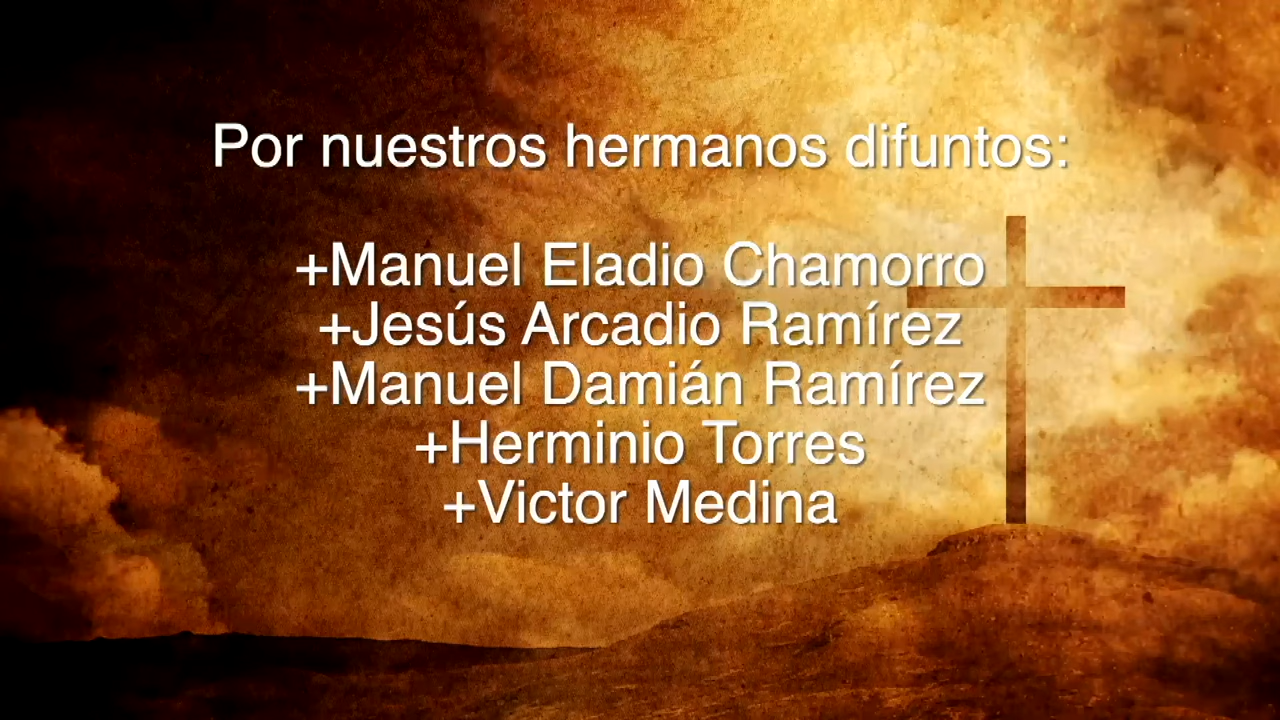 Por nuestros hermanos difuntos:
+Manuel Eladio Chamorro
+Jesús Arcadio Ramírez
+Manuel Damián Ramírez
+Herminio Torres
+Victor Medina